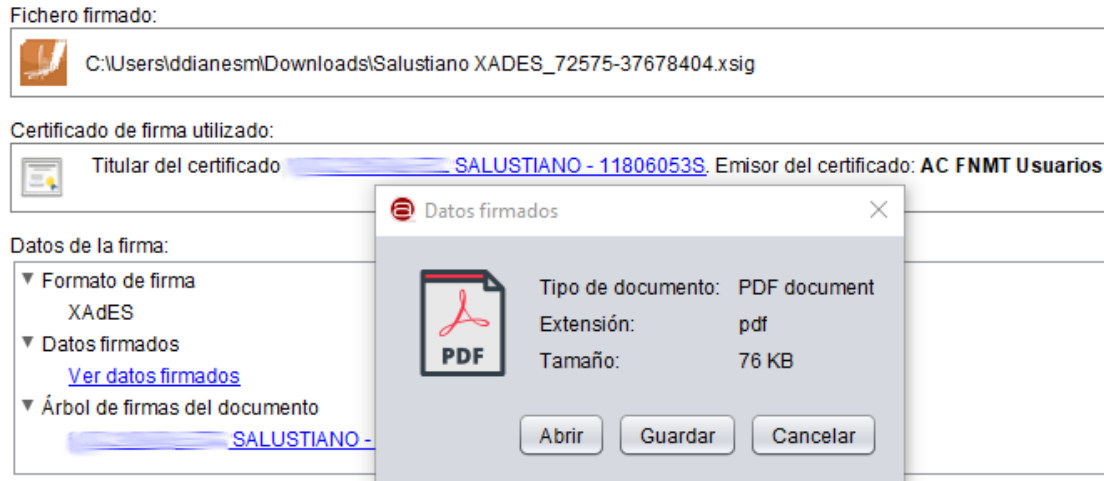 Fichero firmado:
C:\Users\ddianesm\Downloads\Salustiano XADES_72575-37678404.xsig
Certificado de firma utilizado:
Titular del certificado SALUSTIANO - 11806053S. Emisor del certificado: AC FNMT Usuarios
Datos firmados
Datos de la firma:
Formato de firma
XAdES
Datos firmados
Ver datos firmados
Árbol de firmas del documento
SALUSTIANO -
PDF
Tipo de documento: PDF document
Extensión: pdf
Tamaño: 76 KB
Abrir Guardar Cancelar